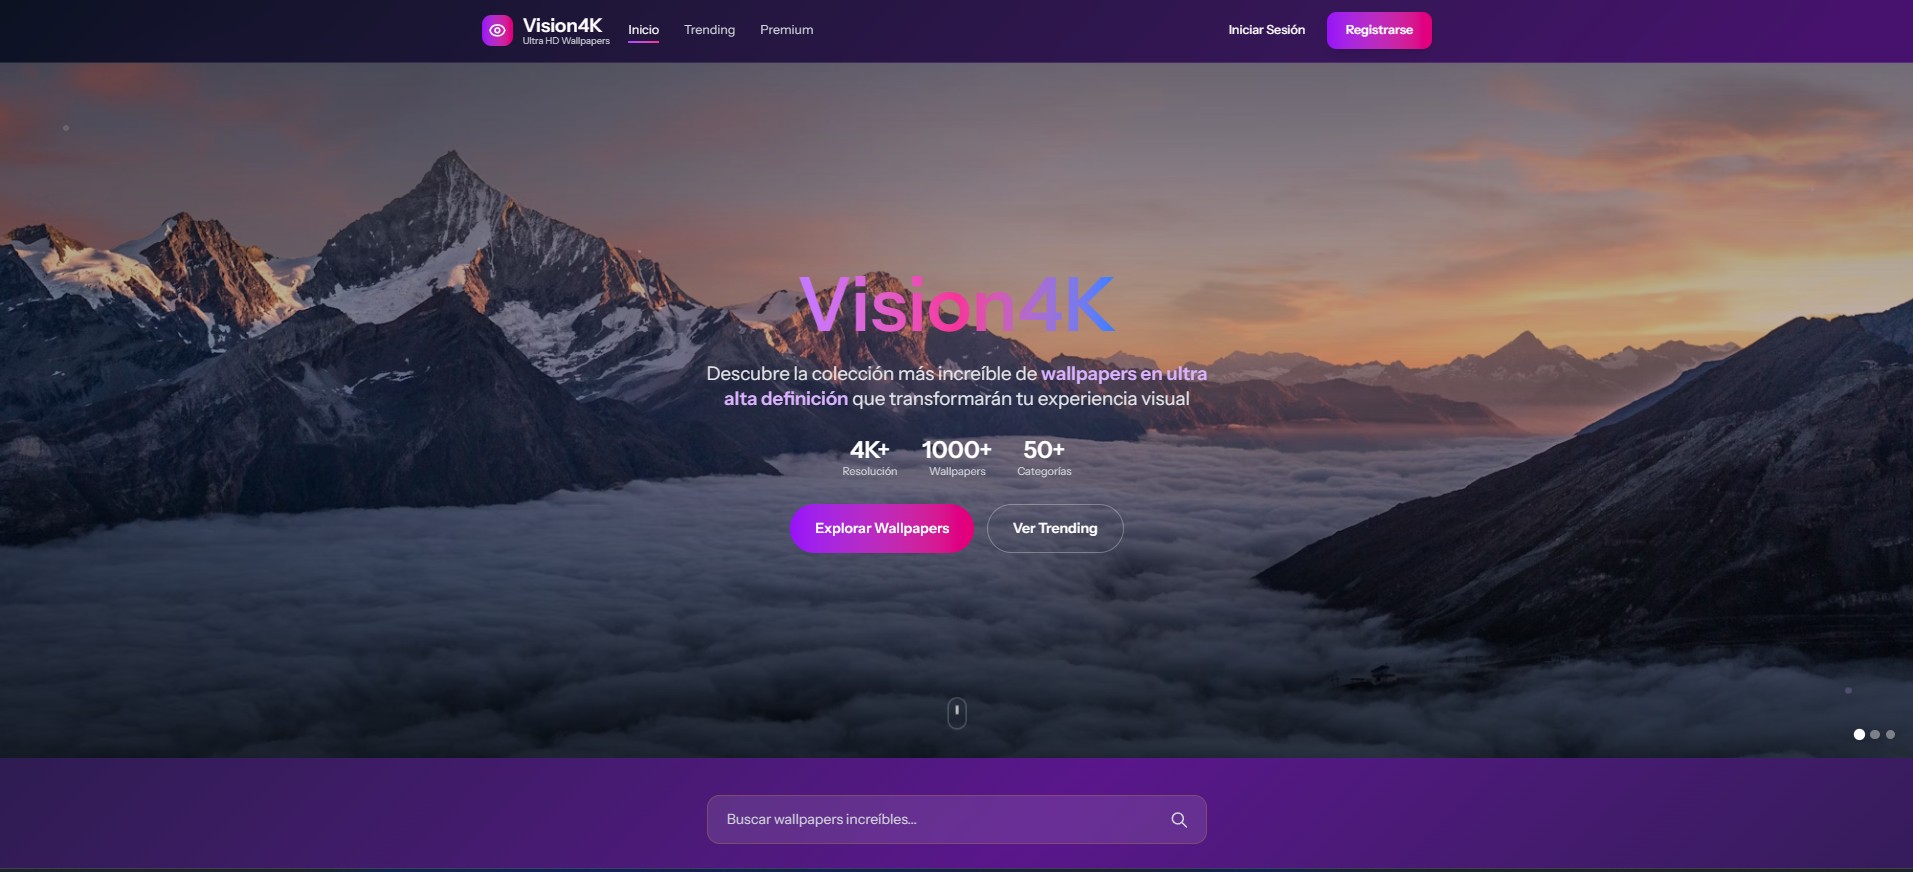 Vision4K
Ultra HD Wallpapers
Inicio
Trending
Premium
Iniciar Sesión
Registrarse
Vision4K
Descubre la colección más increíble de wallpapers en ultra
alta definición que transformarán tu experiencia visual
4K+
Resolución
1000+
Wallpapers
50+
Categorías
Explorar Wallpapers
Ver Trending
Buscar wallpapers increíbles...